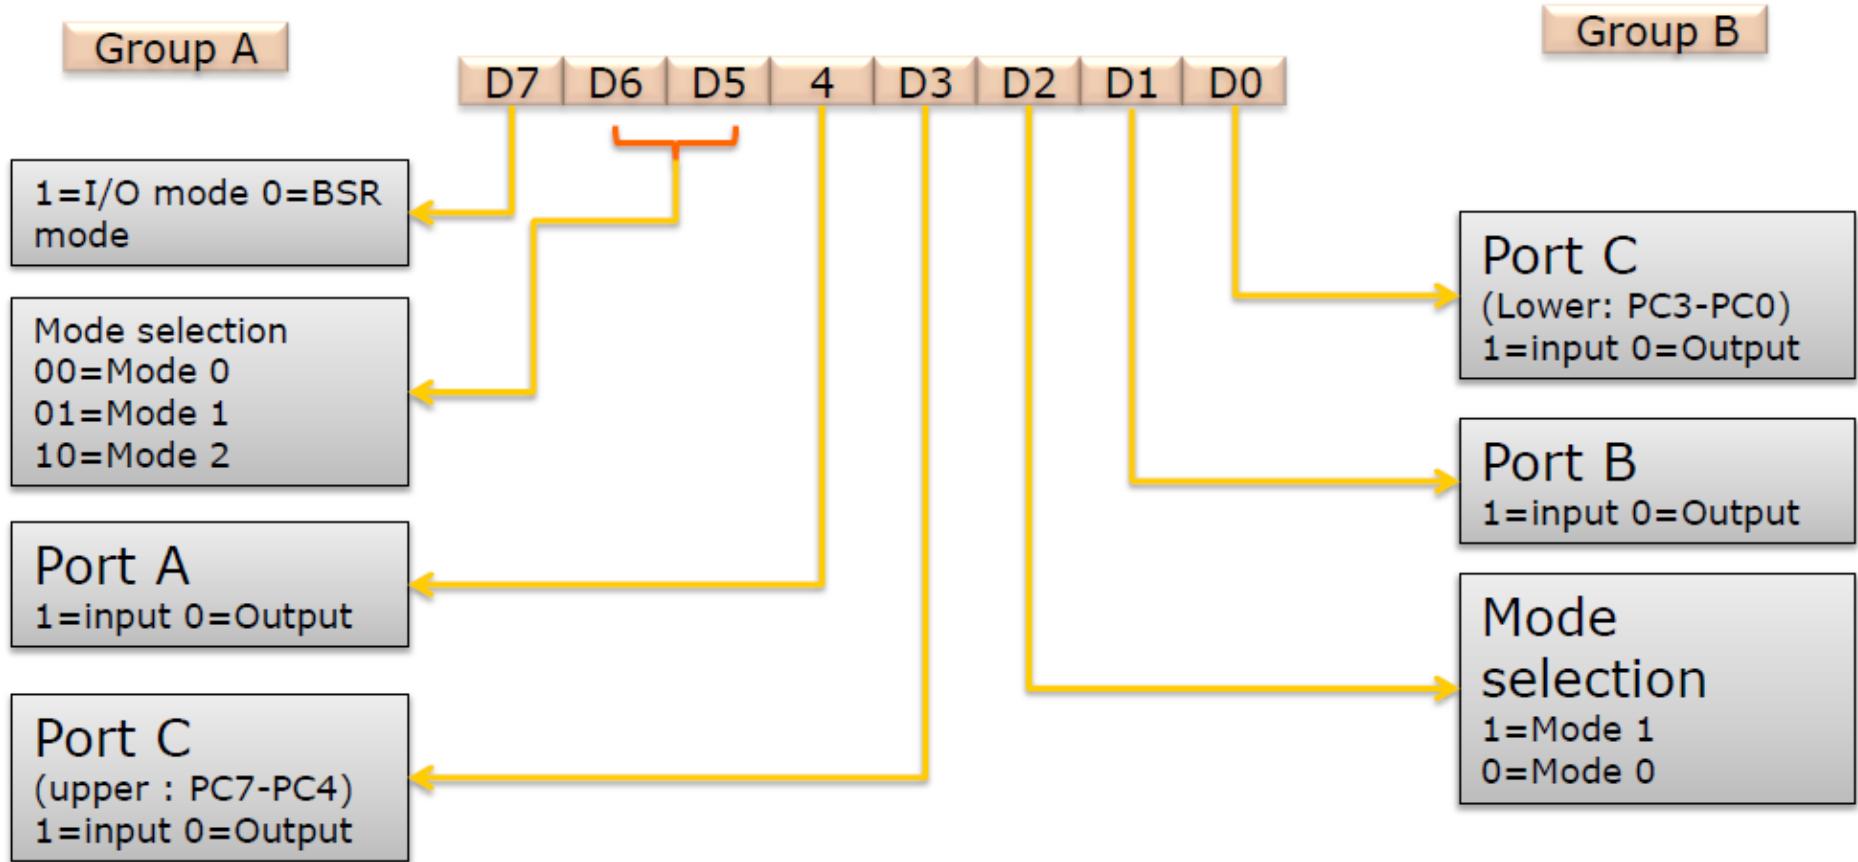 Group A
Group B
D7 D6 D5 4 D3 D2 D1 D0
1=I/O mode 0=BSR
mode
Mode selection
00=Mode 0
01=Mode 1
10=Mode 2
Port A
1=input 0=Output
Port C
(upper : PC7-PC4)
1=input 0=Output
Port C
(Lower: PC3-PC0)
1=input 0=Output
Port B
1=input 0=Output
Mode
selection
1=Mode 1
0=Mode 0